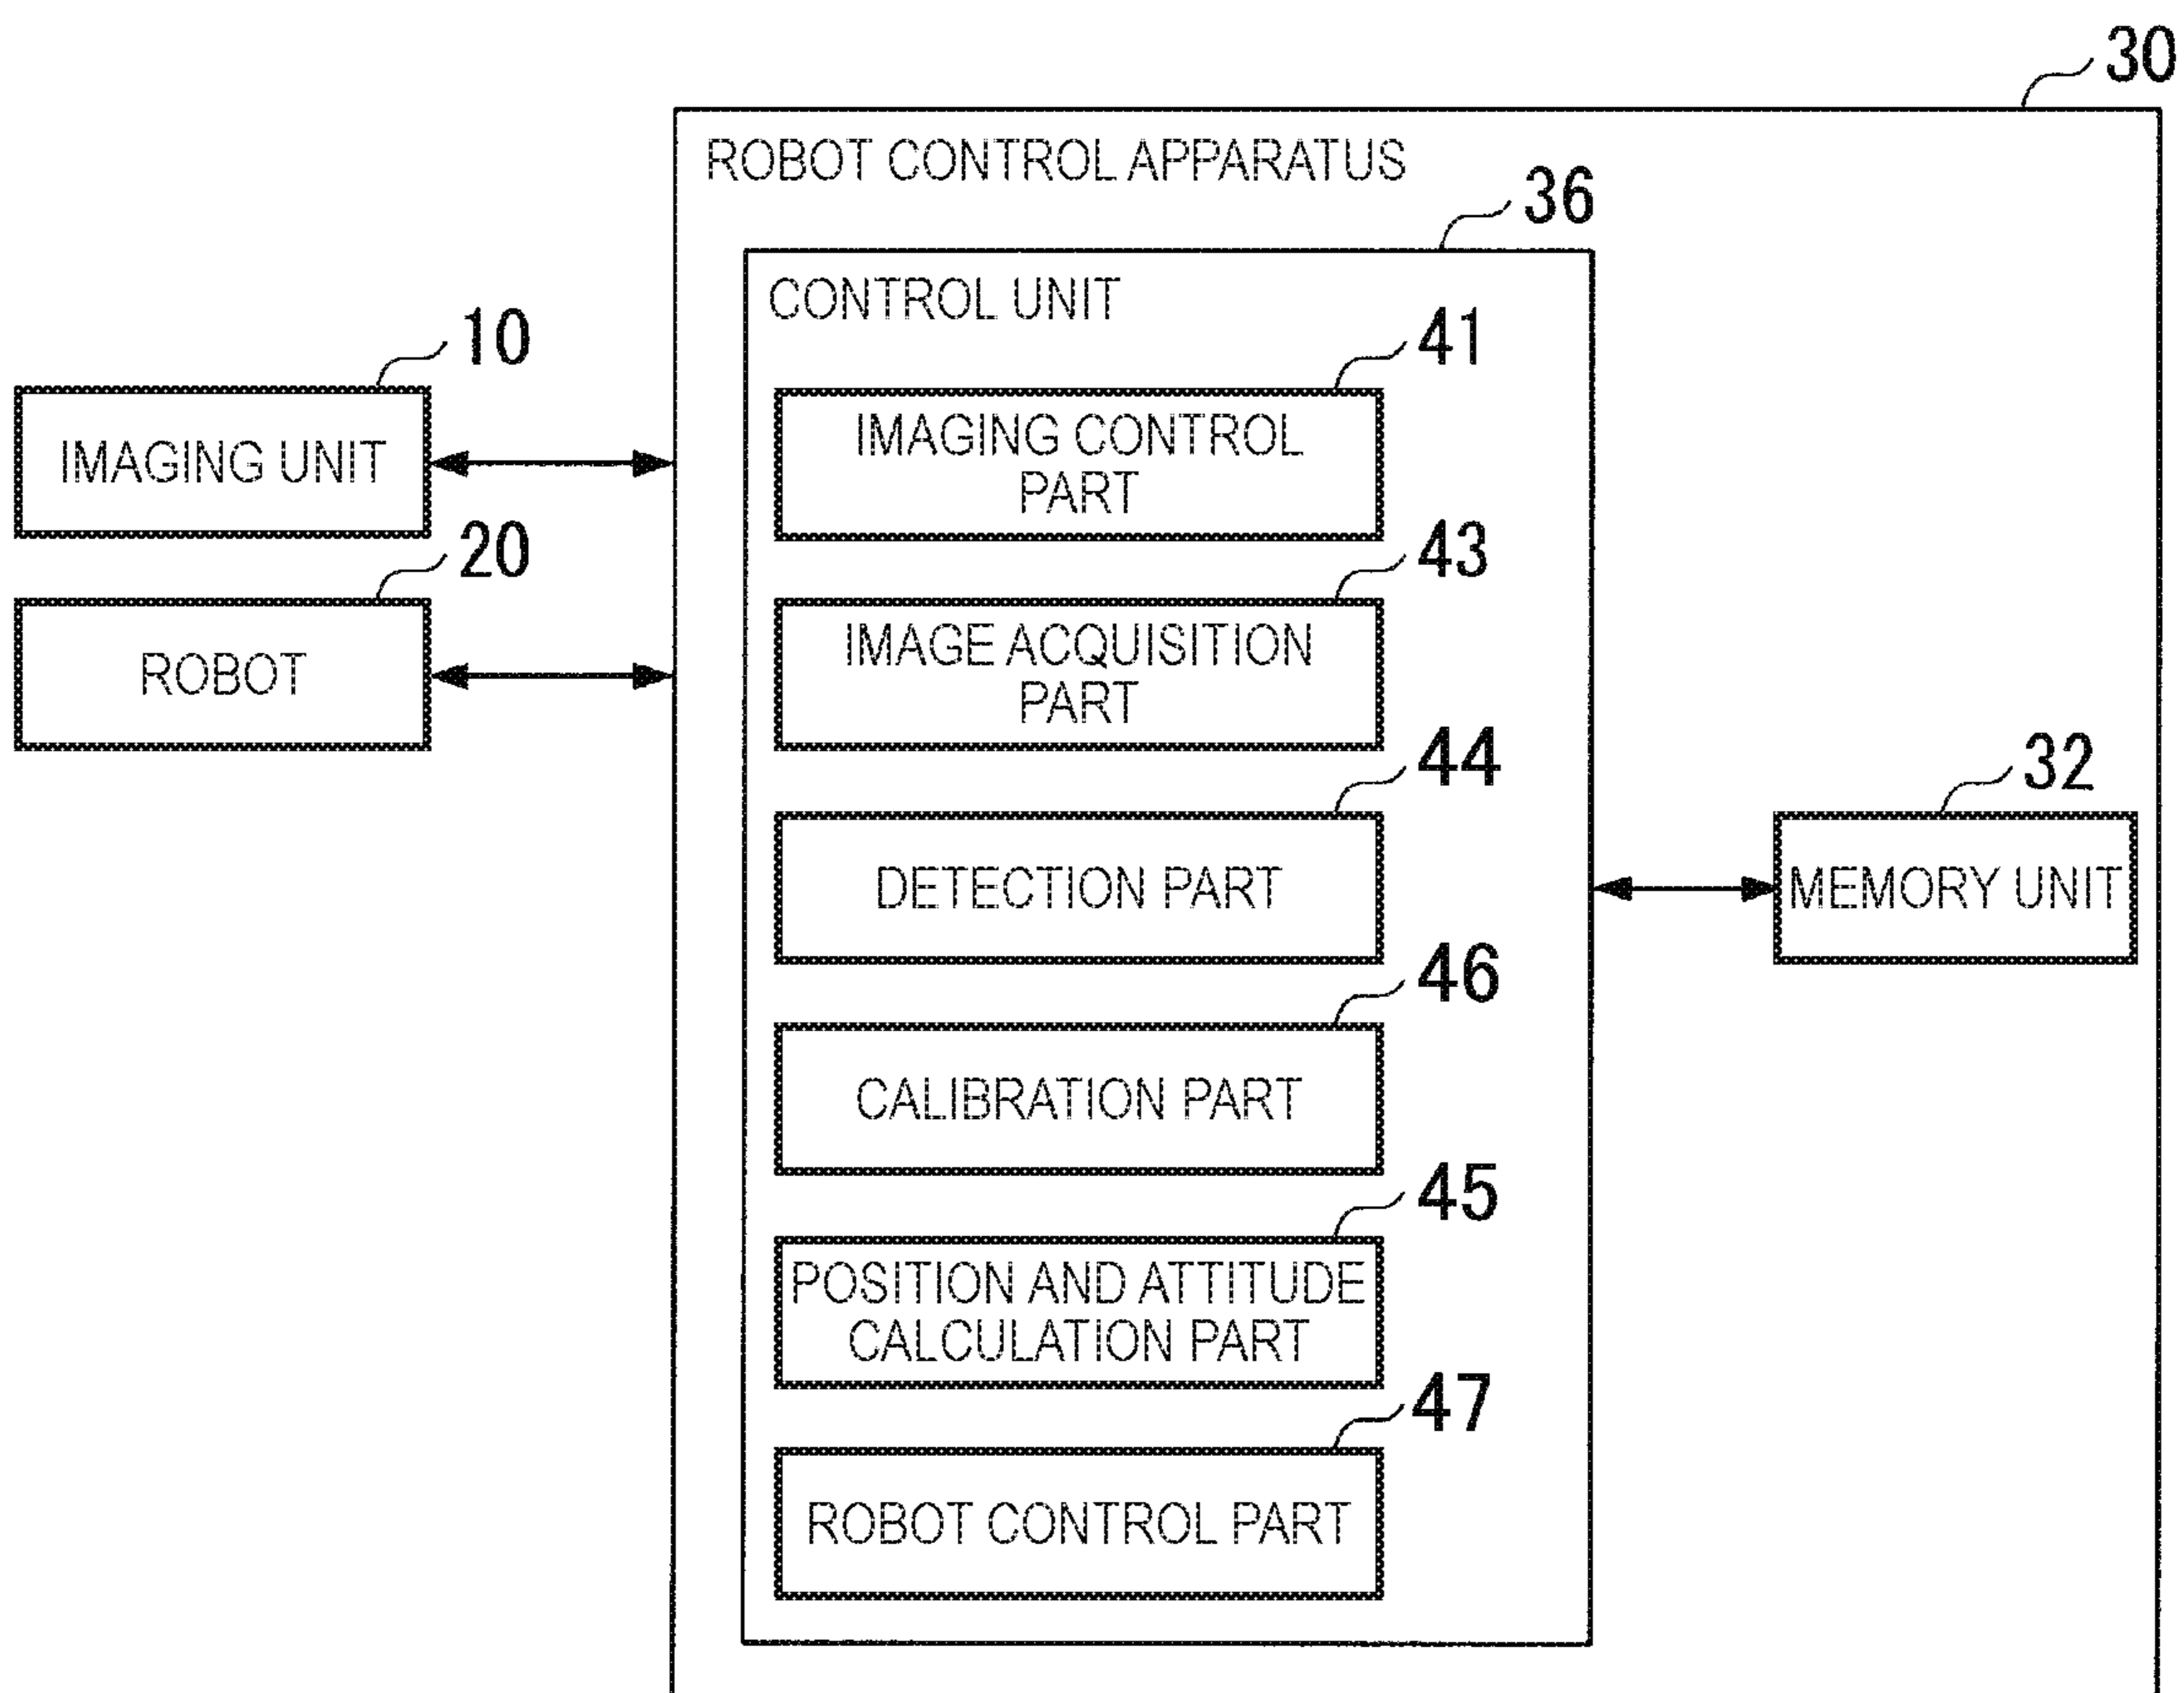 30
ROBOT CONTROL APPARATUS
36
CONTROL UNIT
10
IMAGING UNIT
20
ROBOT
41
IMAGING CONTROL
PART
43
IMAGE ACQUISITION
PART
44
DETECTION PART
46
CALIBRATION PART
45
POSITION AND ATTITUDE
CALCULATION PART
47
ROBOT CONTROL PART
32
MEMORY UNIT